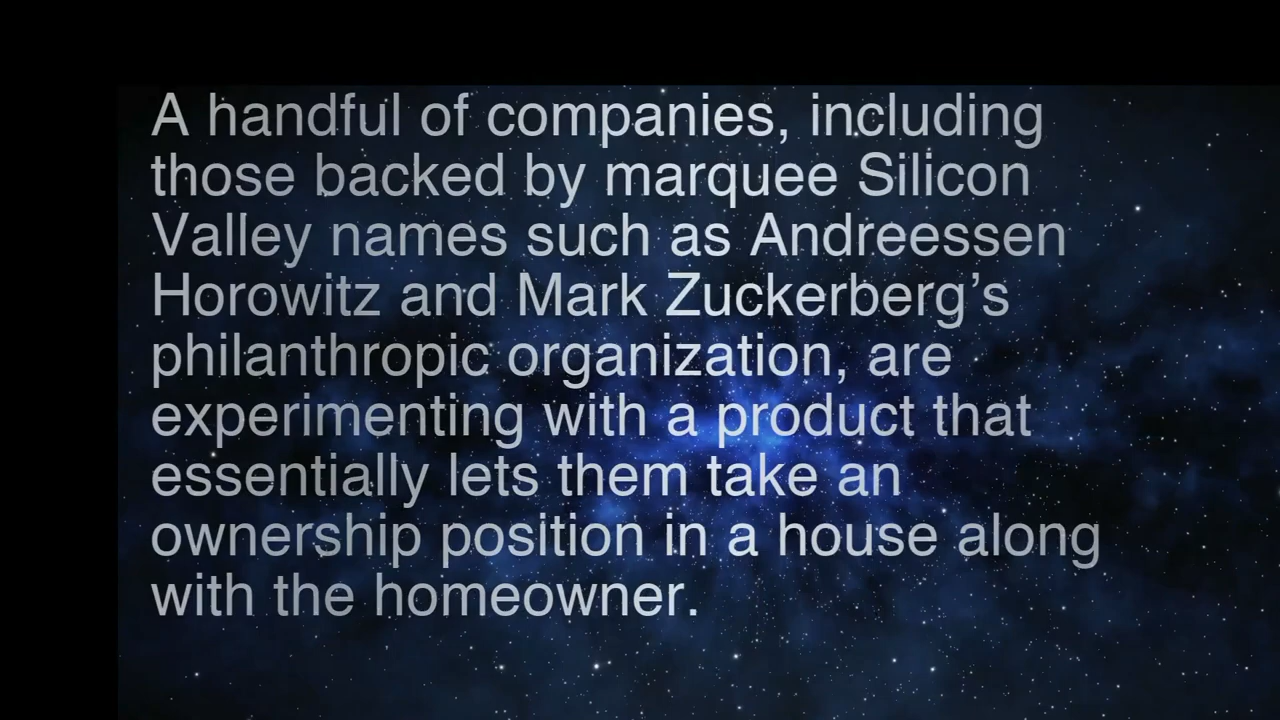 A handful of companies, including
those backed by marquee Silicon
Valley names such as Andreessen
Horowitz and Mark Zuckerberg’s
philanthropic organization, are
experimenting with a product that
essentially lets them take an
ownership position in a house along
with the homeowner.